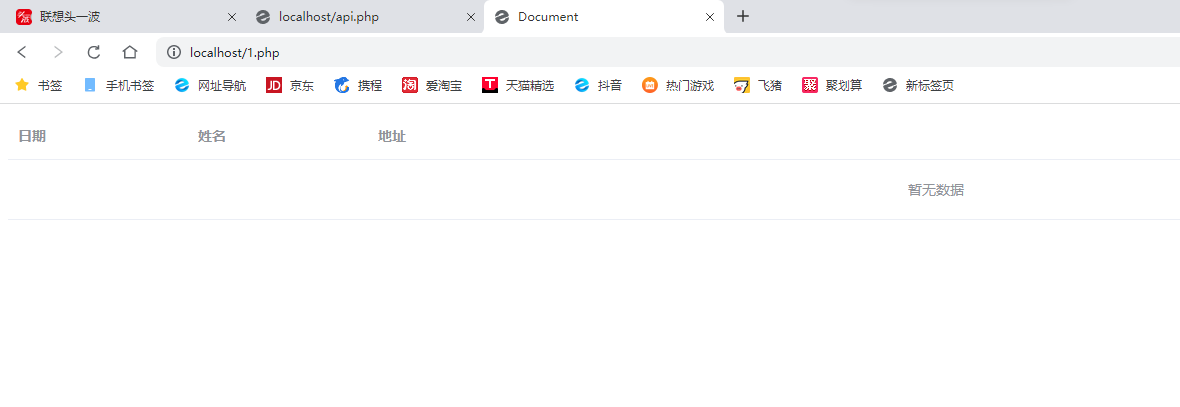 联想头一波 localhost/api.php Document
localhost/1.php
书签 手机书签 网址导航 JD 京东 携程 淘 爱淘宝 T 天猫精选 抖音 热门游戏 飞猪 聚 聚划算 新标签页
日期 姓名 地址
暂无数据